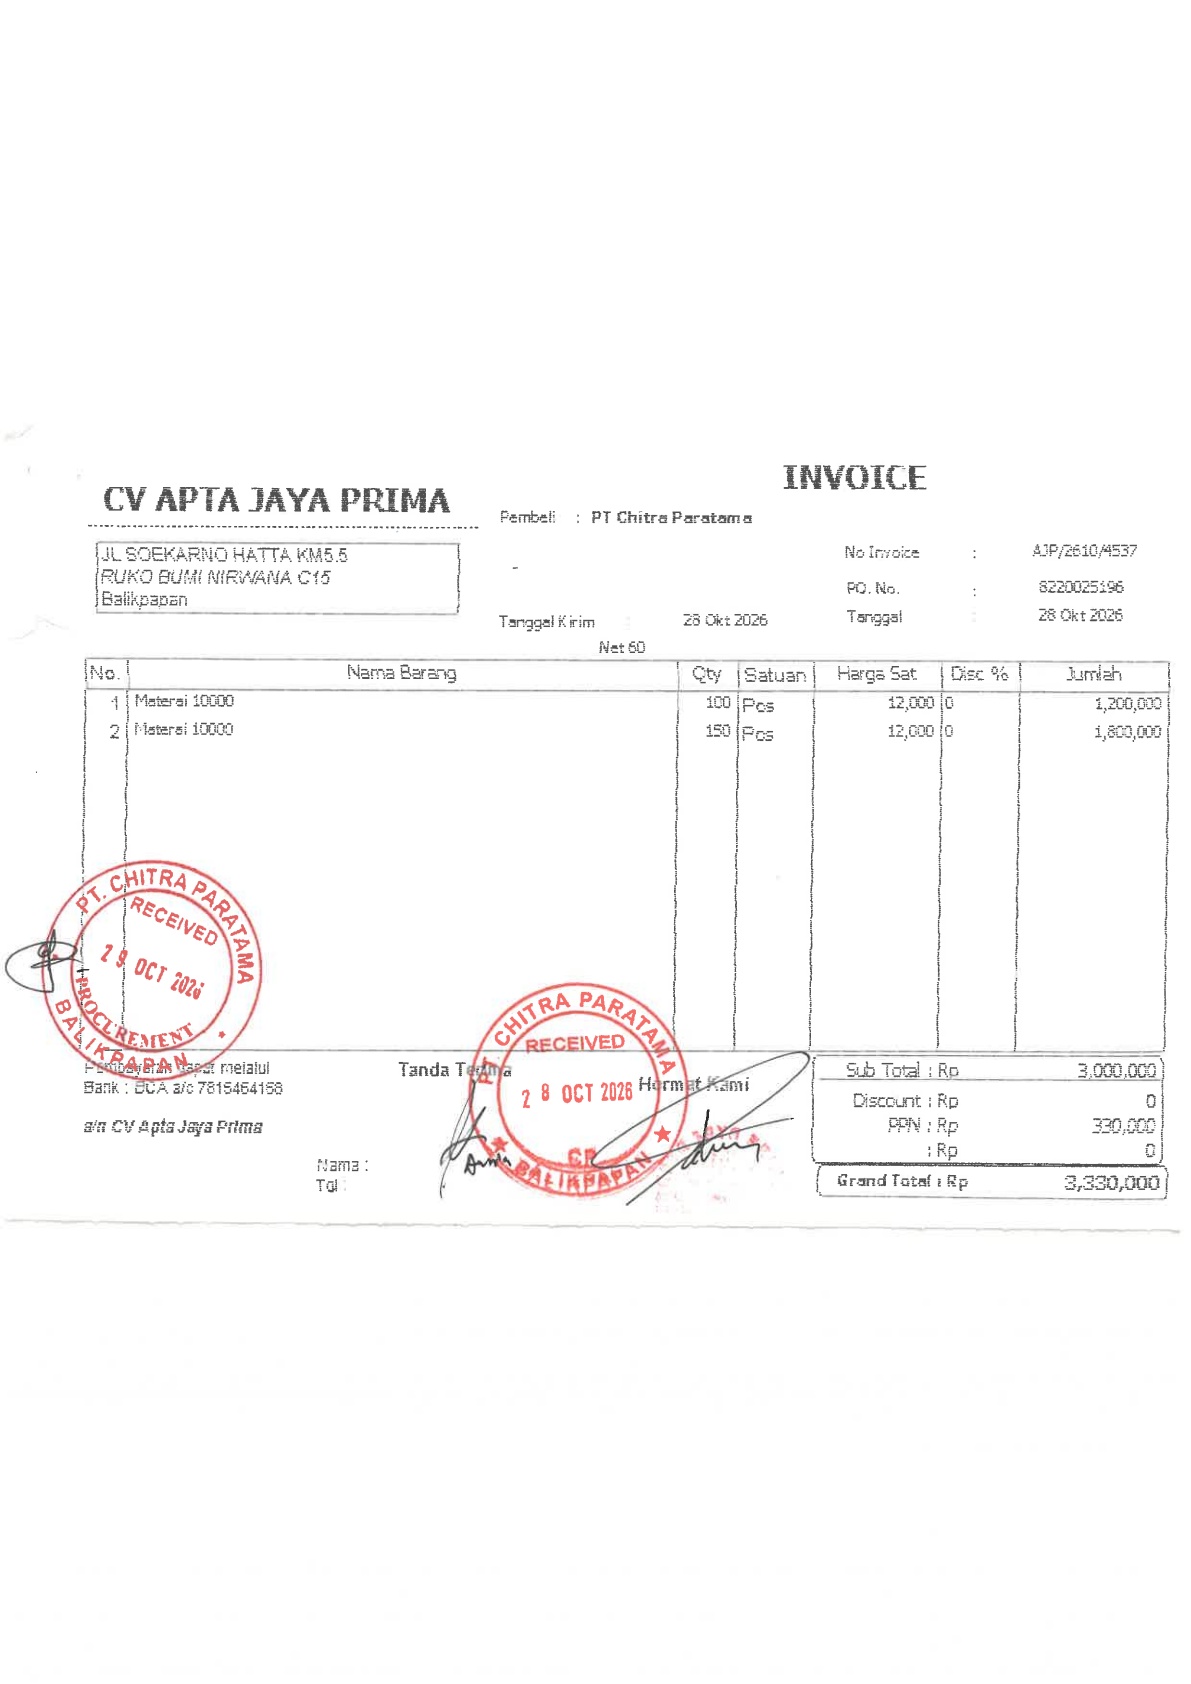 INVOICE
CV APTA JAYA PRIMA
Pembeli : PT Chitra Paratama
JL SOEKARNO HATTA KM5.5
RUKO BUMI NIRWANA C15
Balikpapan
-
No Invoice : AJP/2610/4537
PO. No. : 8220025196
Tanggal : 28 Okt 2026
Tanggal Kirim : 28 Okt 2026
Net 60
No. Nama Barang Qty Satuan Harga Sat Disc % Jumlah
1 Materai 10000 100 Pcs 12,000 0 1,200,000
2 Materai 10000 150 Pcs 12,000 0 1,800,000
PT. CHITRA PARATAMA
RECEIVED
29 OCT 2026
PROCUREMENT
BALIKPAPAN
PT. CHITRA PARATAMA
RECEIVED
28 OCT 2026
BALIKPAPAN
Pembayaran dapat melalui
Bank : BCA a/c 7815464168
a/n CV Apta Jaya Prima
Tanda Terima
Hormat Kami
Nama :
Tgl :
Sub Total : Rp 3,000,000
Discount : Rp 0
PPN : Rp 330,000
: Rp 0
Grand Total : Rp 3,330,000